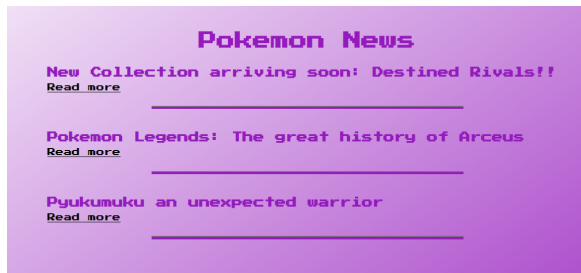 Pokemon News
New Collection arriving soon: Destined Rivals!!
Read more
Pokemon Legends: The great history of Arceus
Read more
Pyukumuku an unexpected warrior
Read more